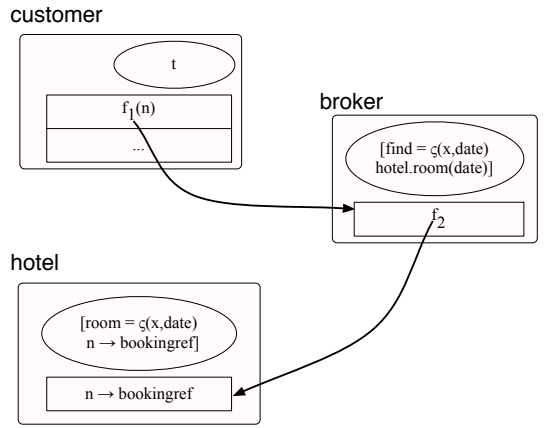 customer
t
f₁(n)
...
broker
[find = ς(x,date)
hotel.room(date)]
f₂
hotel
[room = ς(x,date)
n → bookingref]
n → bookingref